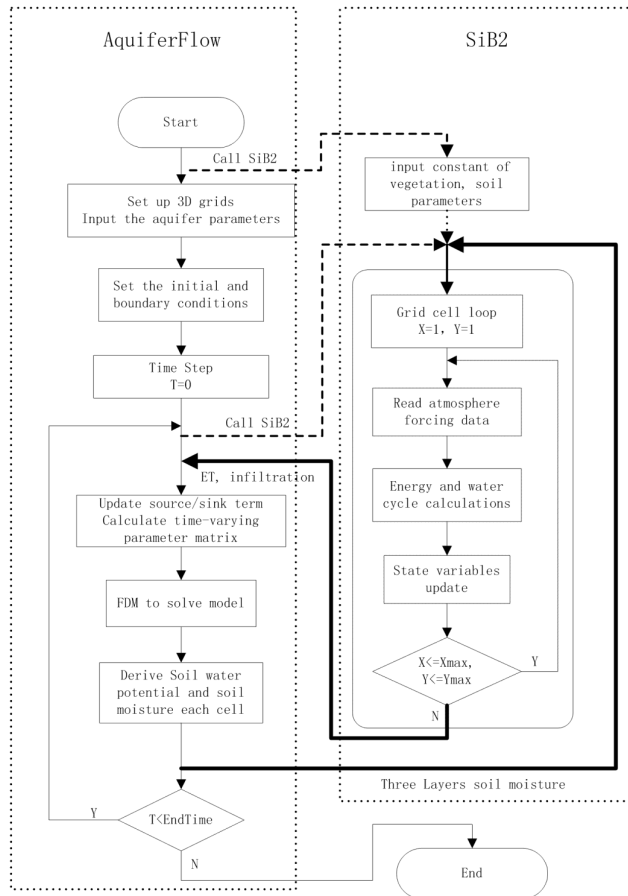 AquiferFlow
Start
Call SiB2
Set up 3D grids
Input the aquifer parameters
Set the initial and
boundary conditions
Time Step
T=0
Call SiB2
ET, infiltration
Update source/sink term
Calculate time-varying
parameter matrix
FDM to solve model
Derive Soil water
potential and soil
moisture each cell
Y
T<EndTime
N
SiB2
input constant of
vegetation, soil
parameters
Grid cell loop
X=1, Y=1
Read atmosphere
forcing data
Energy and water
cycle calculations
State variables
update
X<=Xmax,
Y<=Ymax
Y
N
Three Layers soil moisture
End